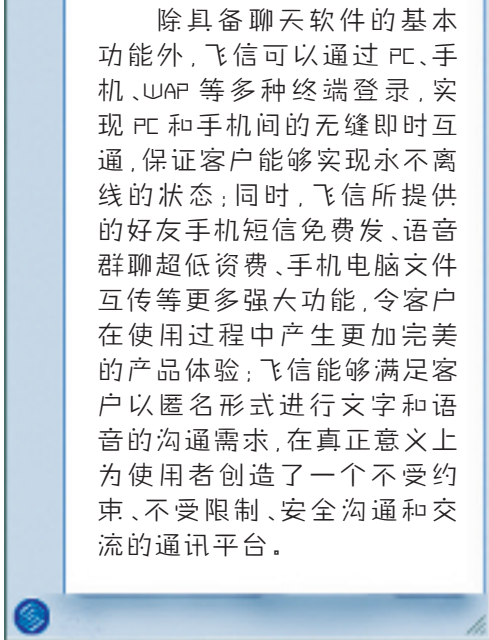 除具备聊天软件的基本
功能外,飞信可以通过 PC、手
机、WAP 等多种终端登录,实
现 PC 和手机间的无缝即时互
通,保证客户能够实现永不离
线的状态;同时,飞信所提供
的好友手机短信免费发、语音
群聊超低资费、手机电脑文件
互传等更多强大功能,令客户
在使用过程中产生更加完美
的产品体验;飞信能够满足客
户以匿名形式进行文字和语
音的沟通需求,在真正意义上
为使用者创造了一个不受约
束、不受限制、安全沟通和交
流的通讯平台。